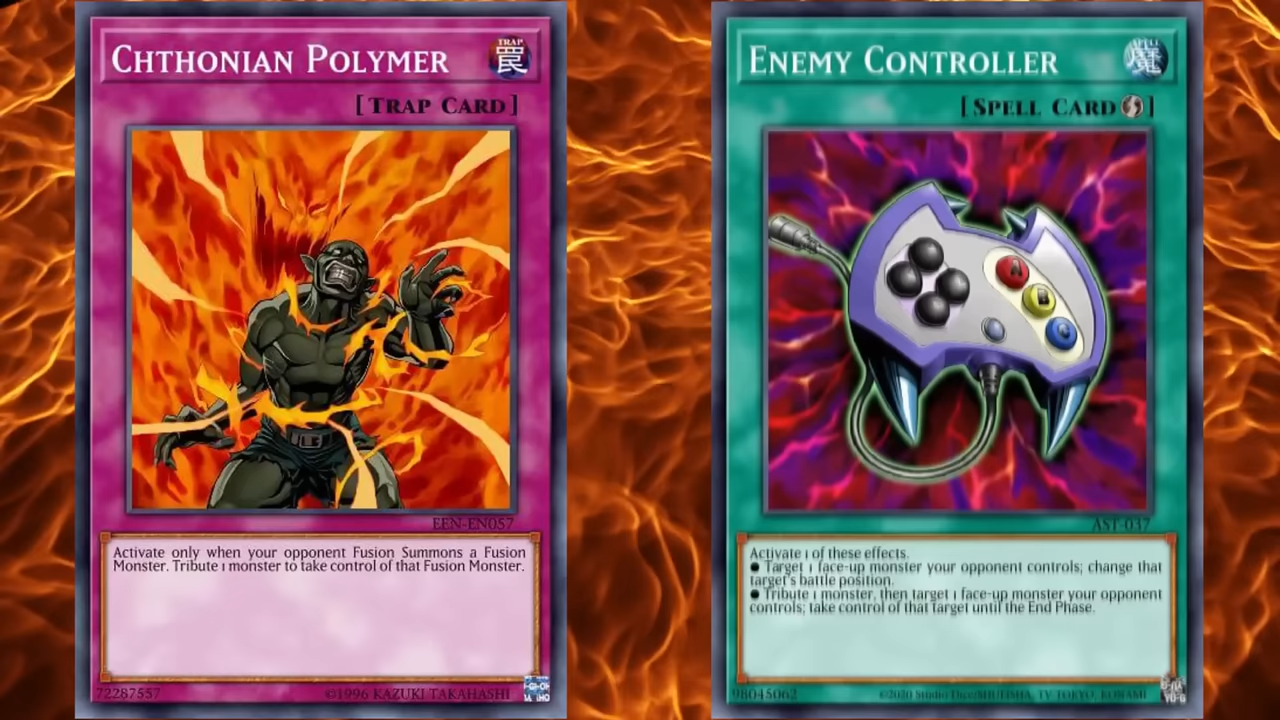 CHTHONIAN POLYMER
TRAP
罠
[TRAP CARD]
EEN-EN057
Activate only when your opponent Fusion Summons a Fusion
Monster. Tribute 1 monster to take control of that Fusion Monster.
72287557
©1996 KAZUKI TAKAHASHI
ENEMY CONTROLLER
SPELL
魔
[SPELL CARD]
A
B
C
AST-037
Activate 1 of these effects.
● Target 1 face-up monster your opponent controls; change that
target's battle position.
● Tribute 1 monster, then target 1 face-up monster your opponent
controls; take control of that target until the End Phase.
98045062
©2020 Studio Dice/SHUEISHA, TV TOKYO, KONAMI